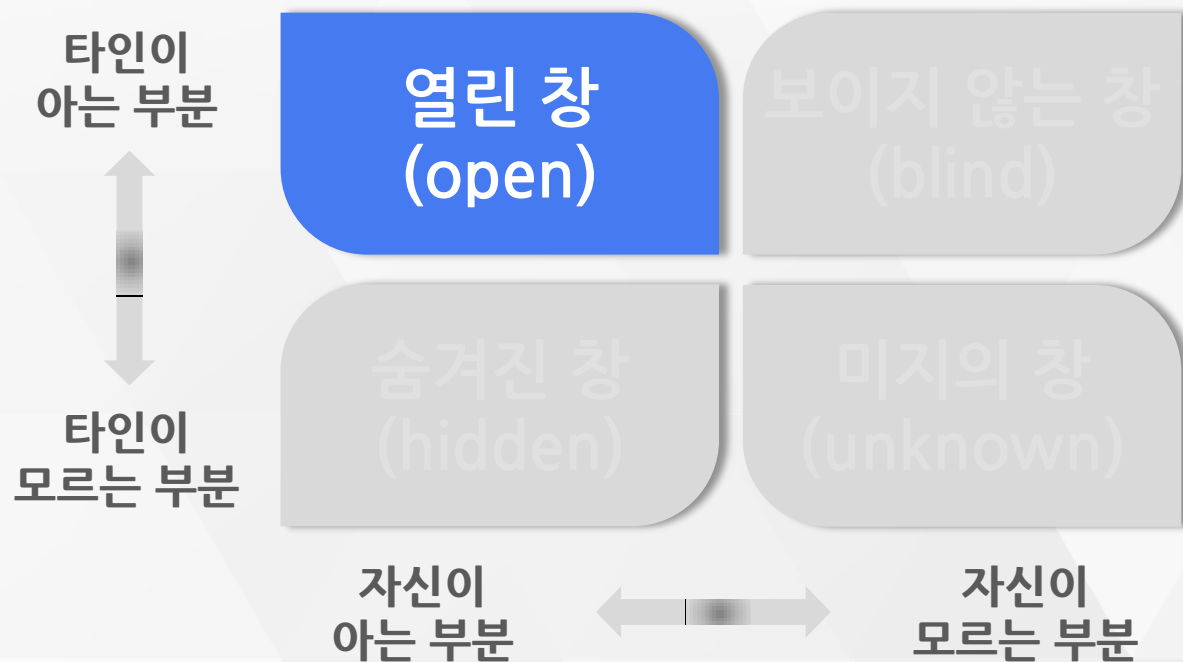 타인이
아는 부분
열린 창
(open)
보이지 않는 창
(blind)
타인이
모르는 부분
숨겨진 창
(hidden)
미지의 창
(unknown)
자신이
아는 부분
자신이
모르는 부분